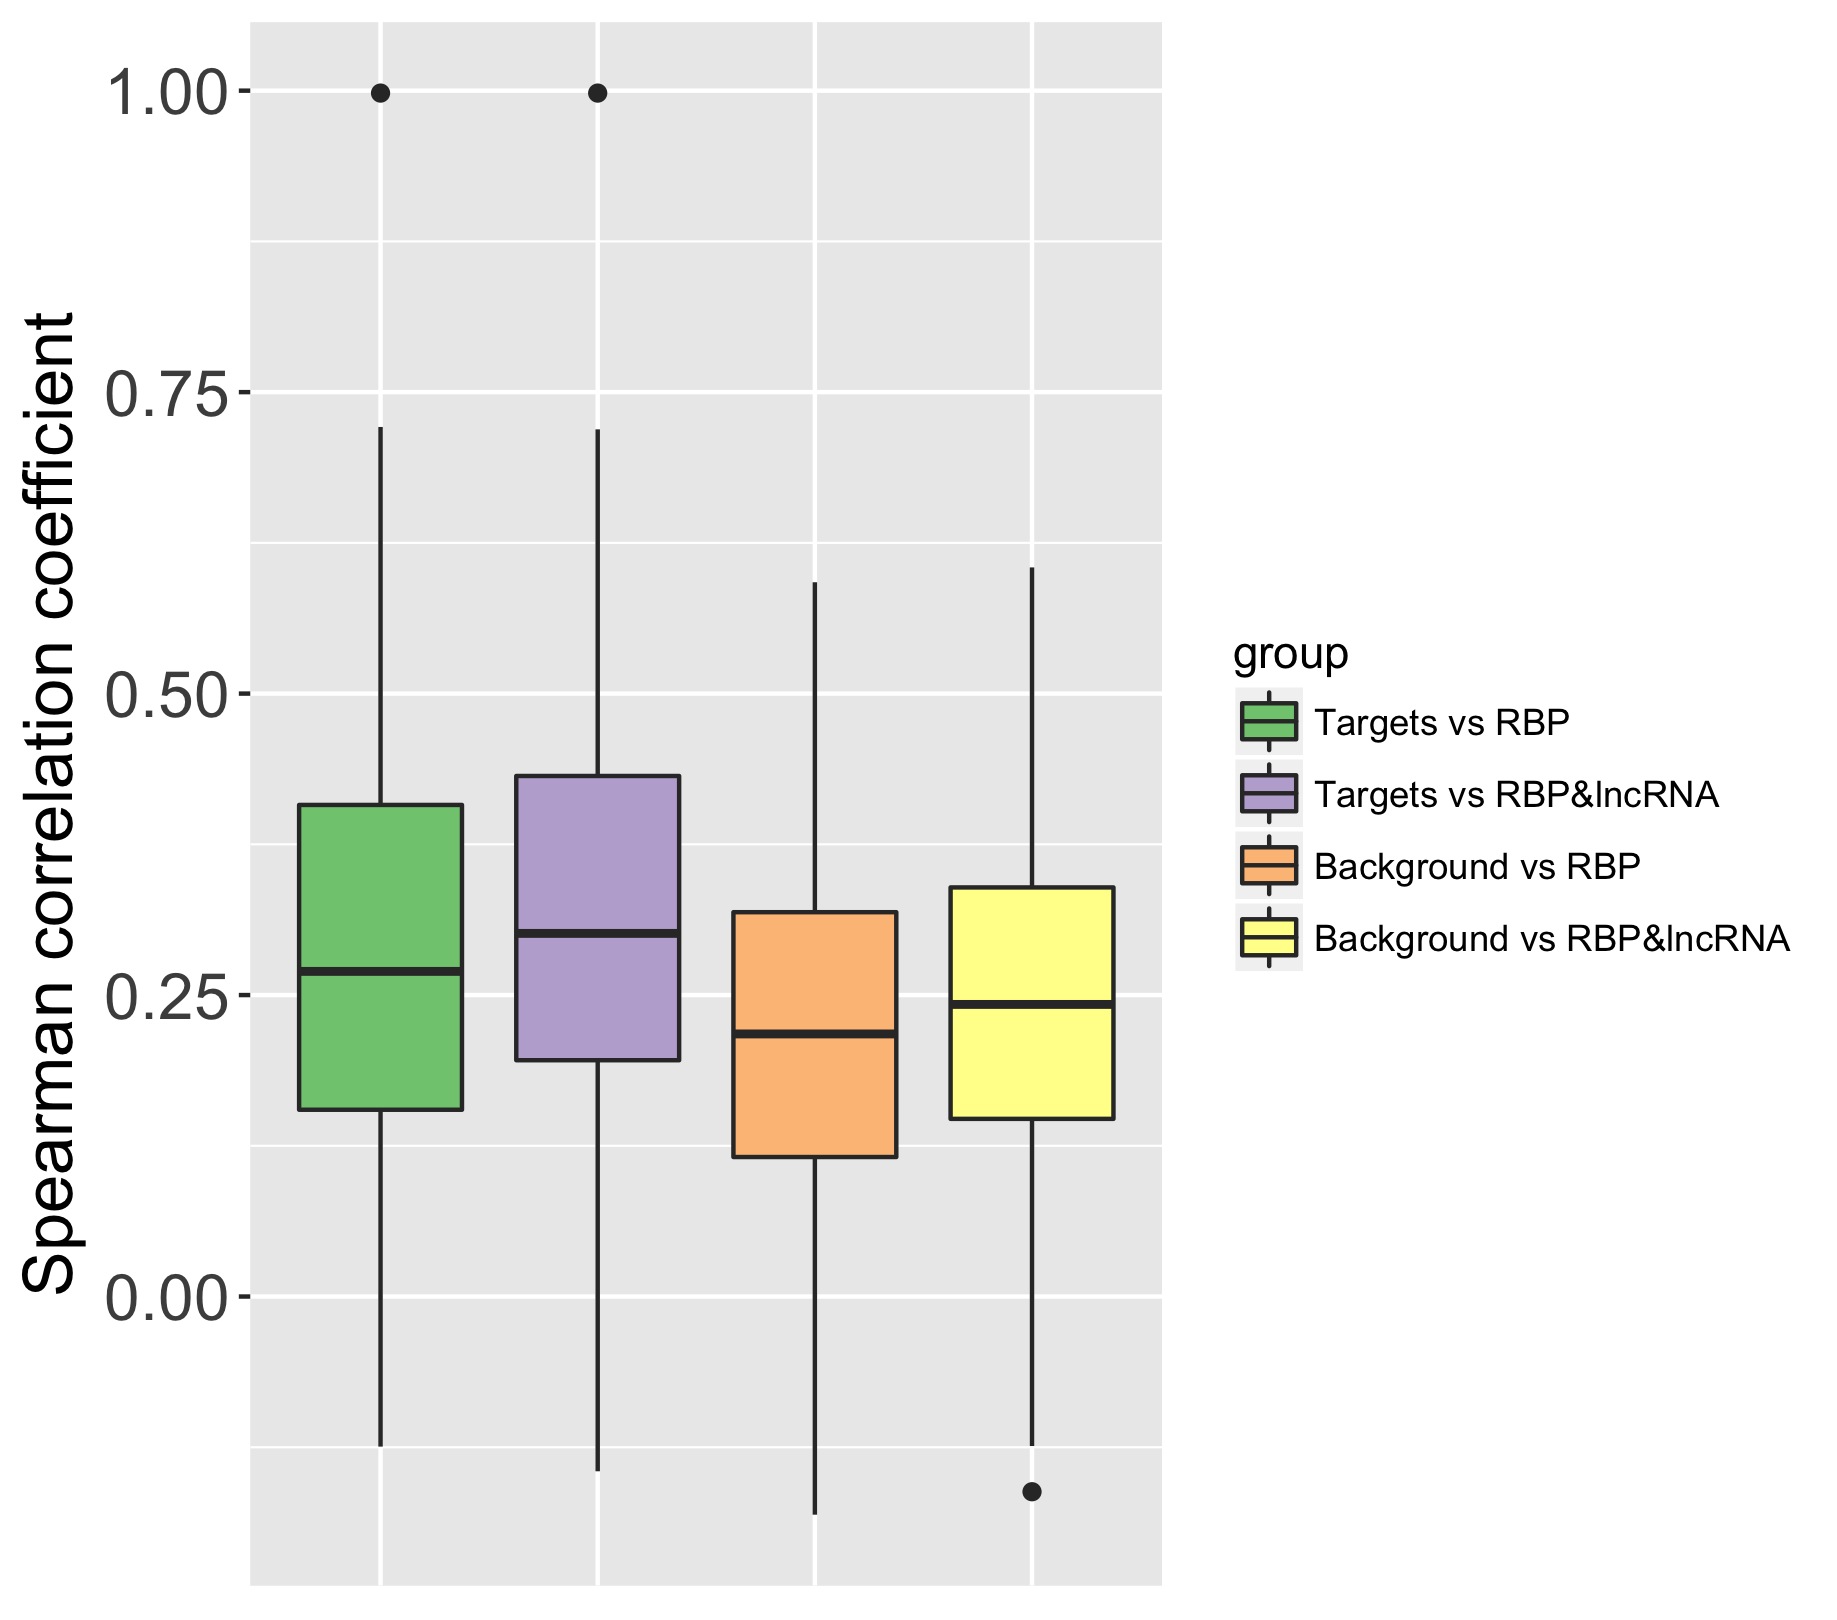 Spearman correlation coefficient
1.00
0.75
0.50
0.25
0.00
group
Targets vs RBP
Targets vs RBP&lncRNA
Background vs RBP
Background vs RBP&lncRNA